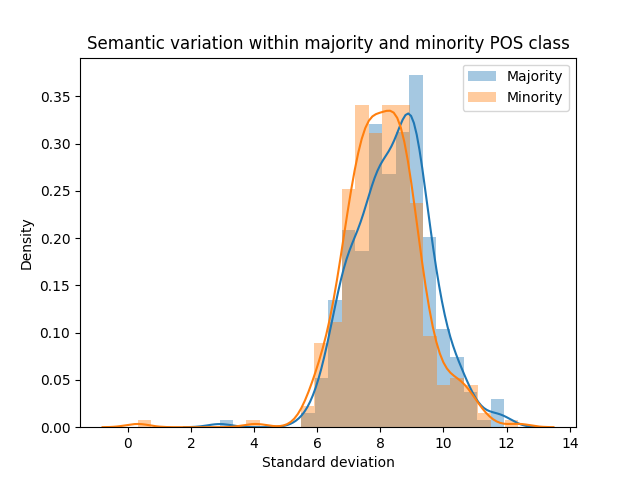 Semantic variation within majority and minority POS class
Majority
Minority
Density
0.35
0.30
0.25
0.20
0.15
0.10
0.05
0.00
0 2 4 6 8 10 12 14
Standard deviation